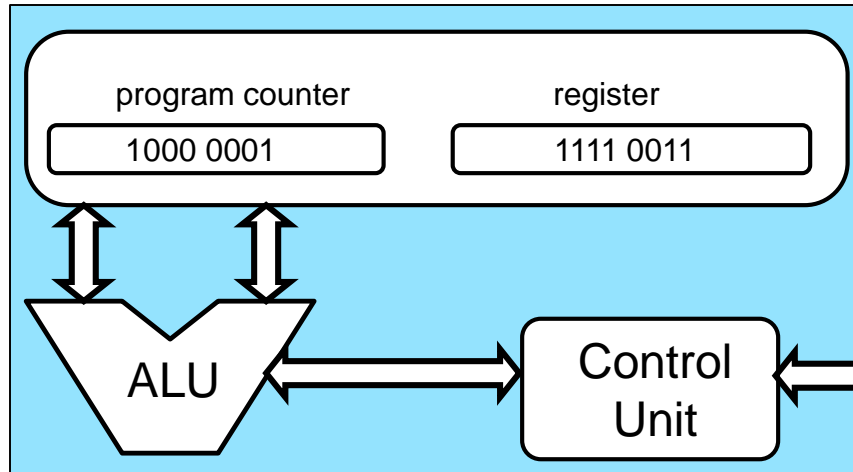 program counter
register
1000 0001
1111 0011
ALU
Control
Unit